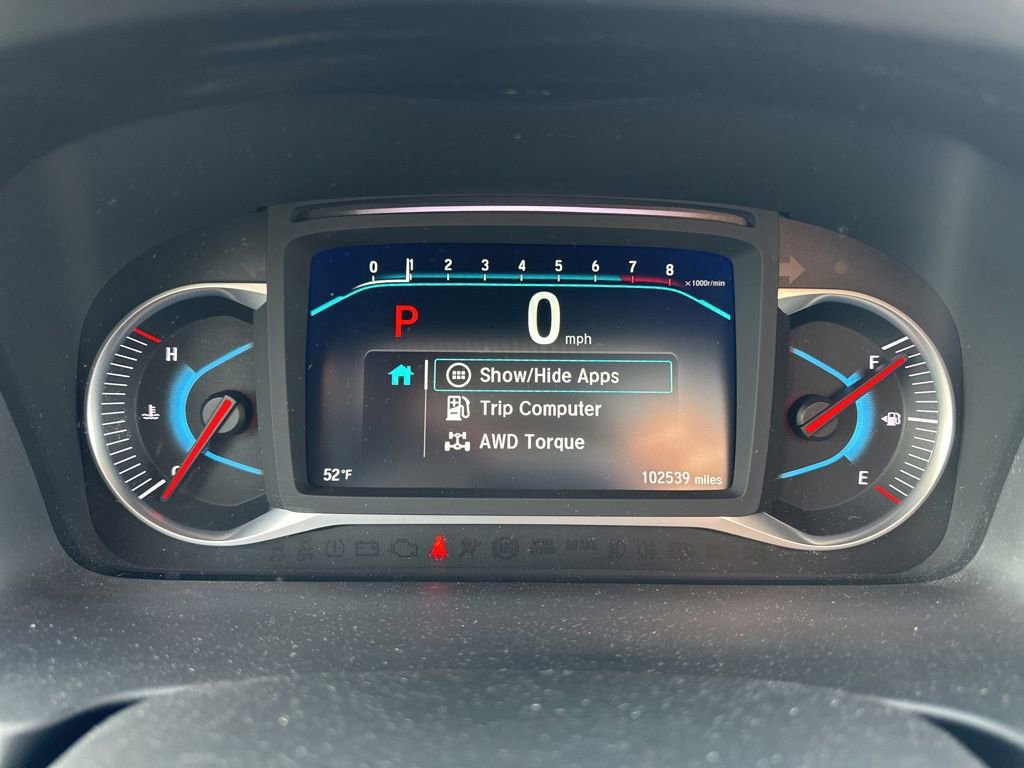 0 1 2 3 4 5 6 7 8 ×1000r/min
P 0 mph
Show/Hide Apps
Trip Computer
AWD Torque
52°F
102539 miles
H
C
F
E
ABS